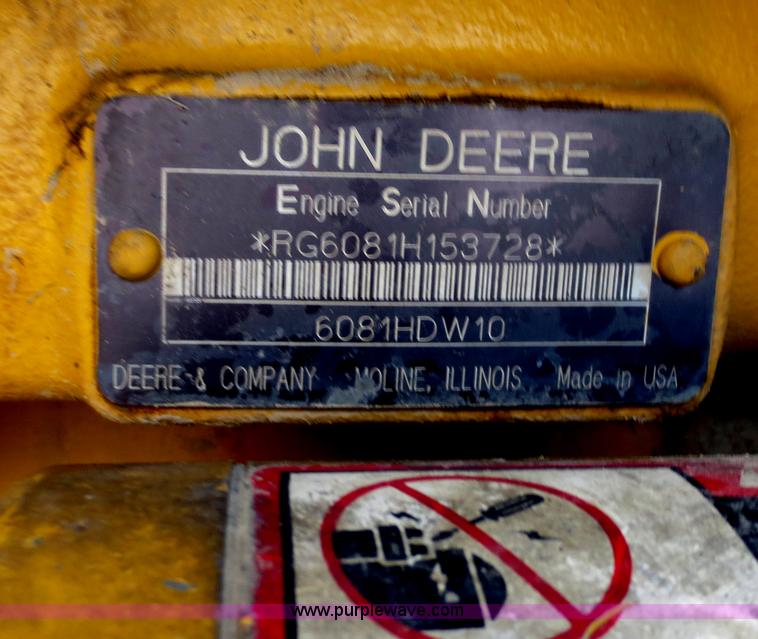 JOHN DEERE
Engine Serial Number
*RG6081H153728*
6081HDW10
DEERE & COMPANY MOLINE, ILLINOIS Made in USA
www.purplewave.com